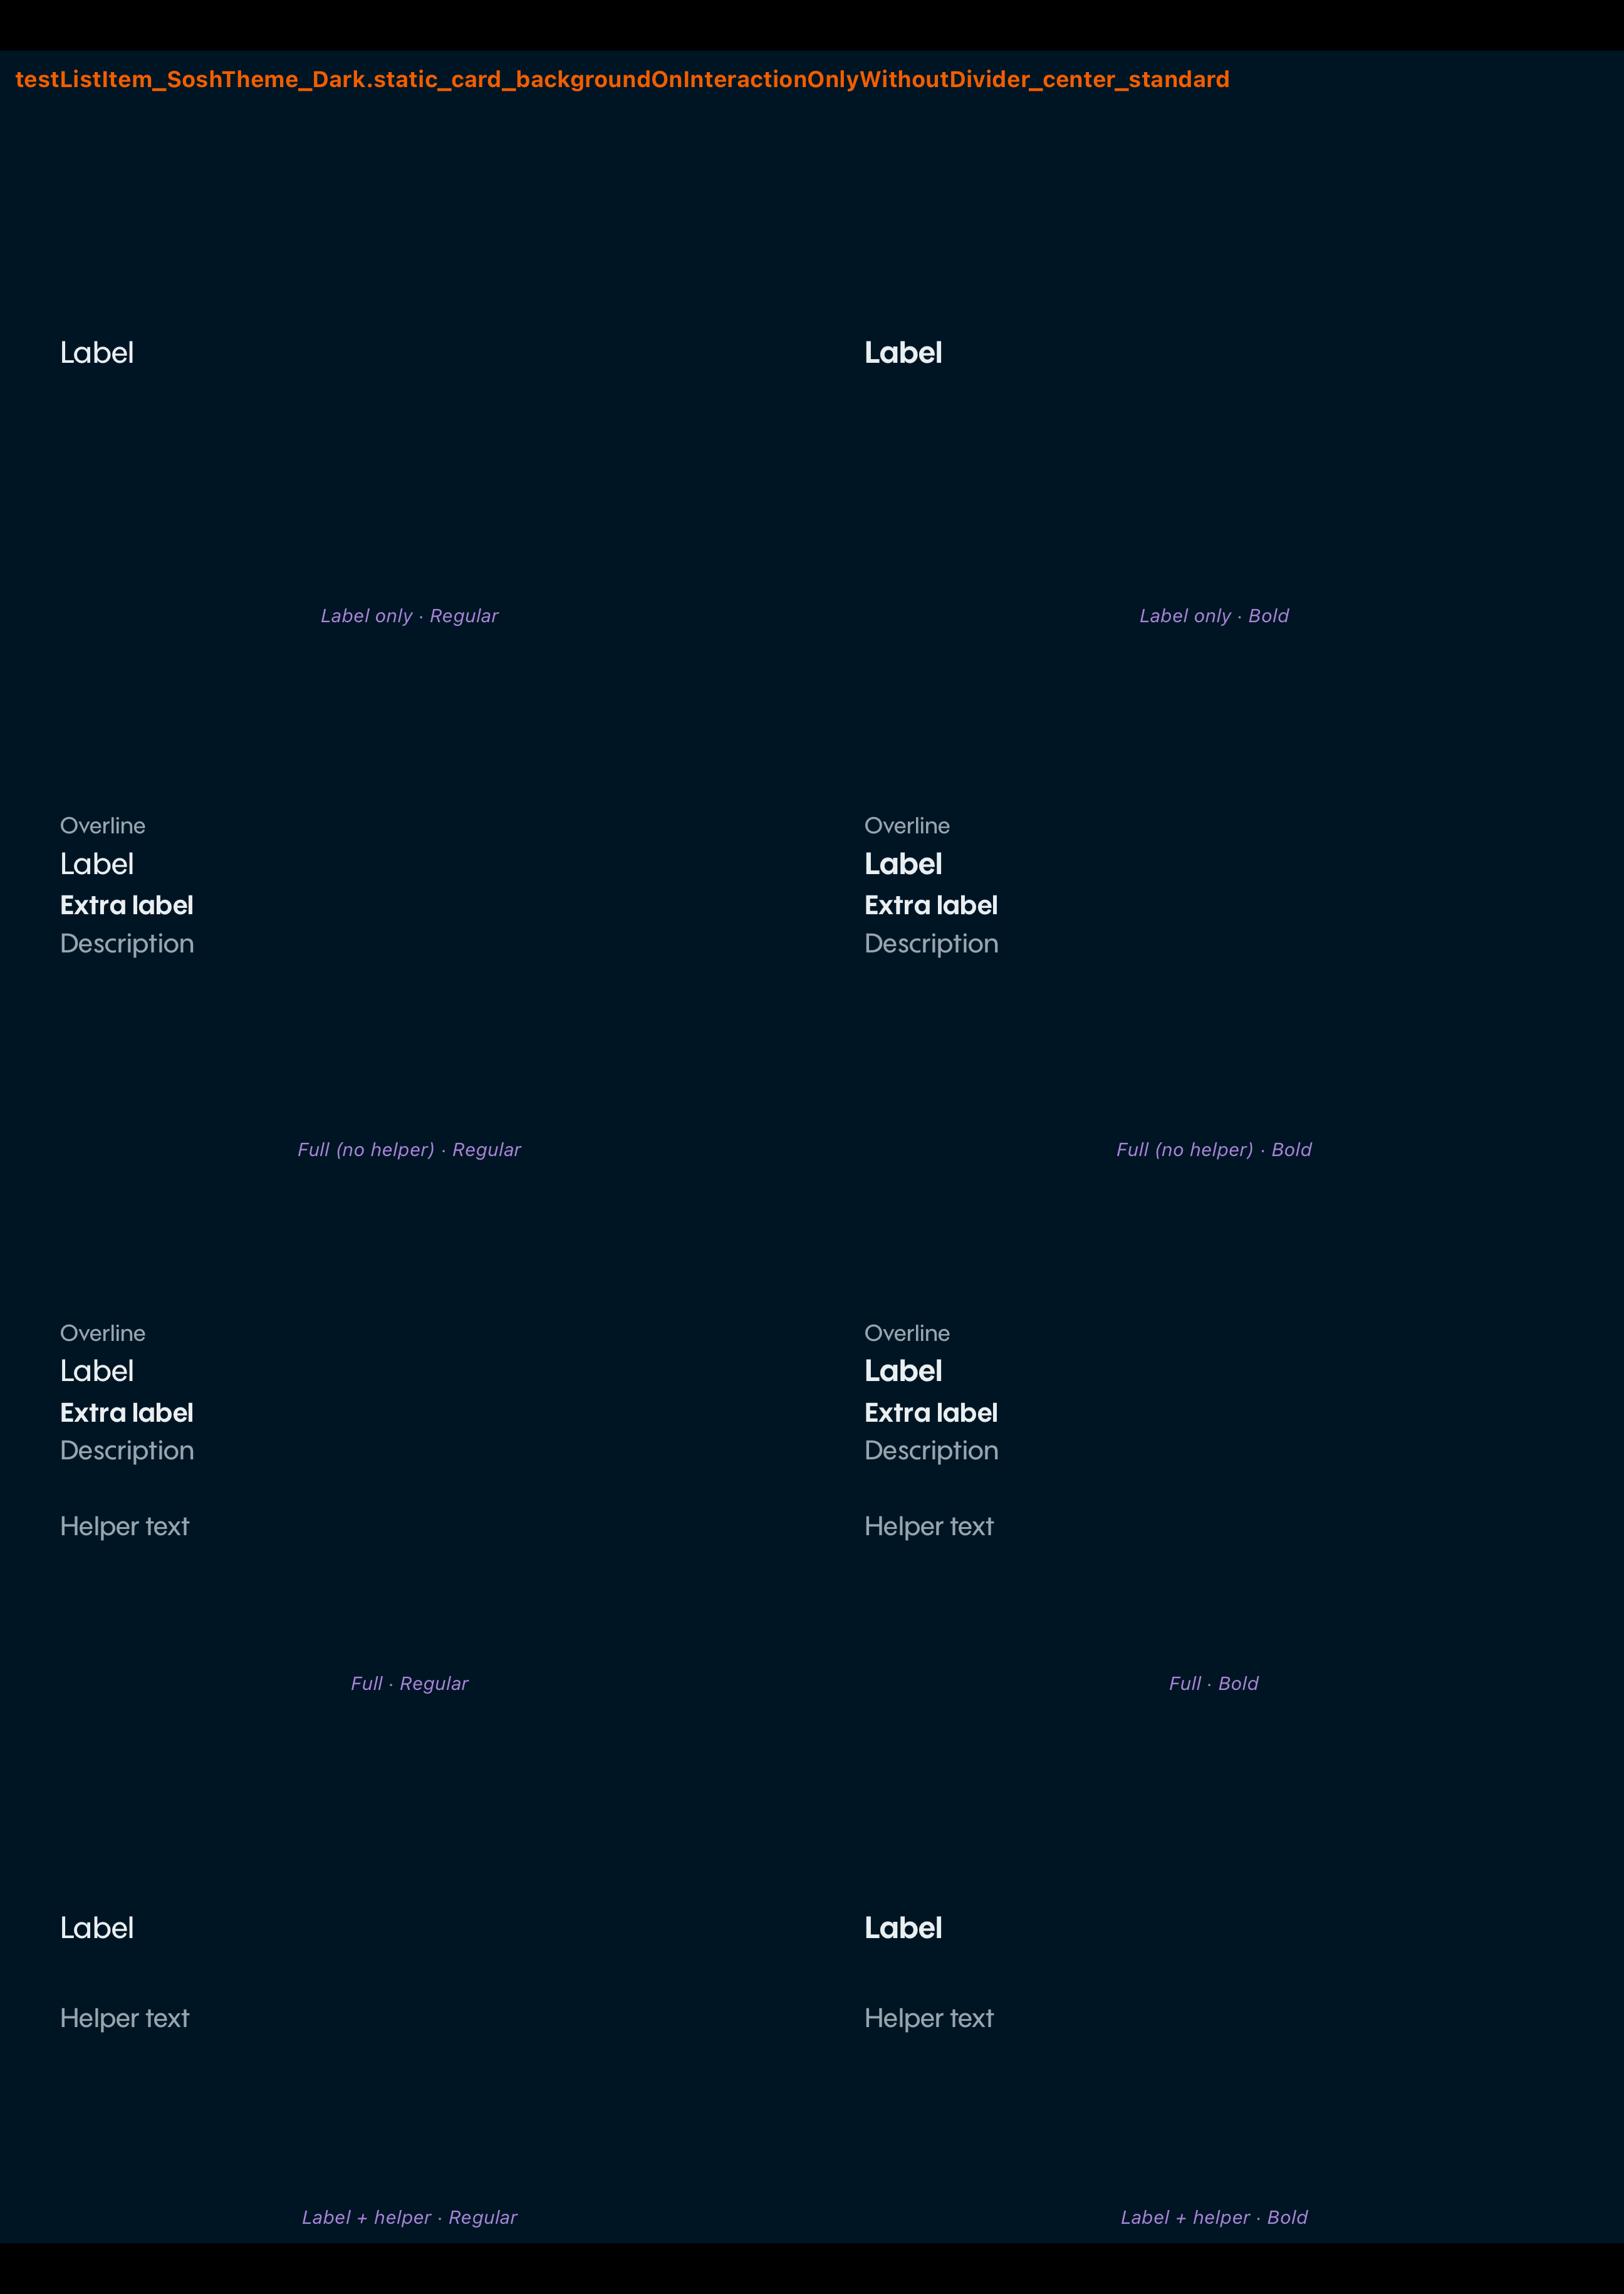 testListItem_SoshTheme_Dark.static_card_backgroundOnInteractionOnlyWithoutDivider_center_standard
Label
Label
Label only · Regular
Label only · Bold
Overline
Label
Extra label
Description
Overline
Label
Extra label
Description
Full (no helper) · Regular
Full (no helper) · Bold
Overline
Label
Extra label
Description
Helper text
Overline
Label
Extra label
Description
Helper text
Full · Regular
Full · Bold
Label
Helper text
Label
Helper text
Label + helper · Regular
Label + helper · Bold